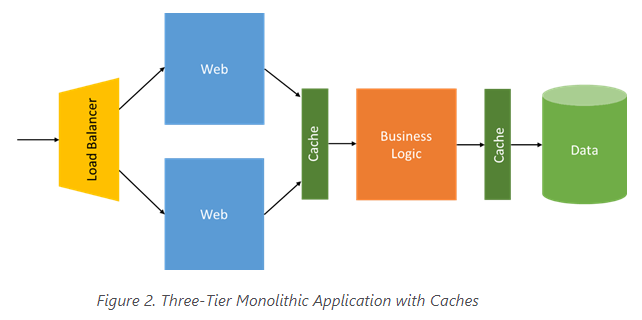 Load Balancer
Web
Web
Cache
Business
Logic
Cache
Data
Figure 2. Three-Tier Monolithic Application with Caches